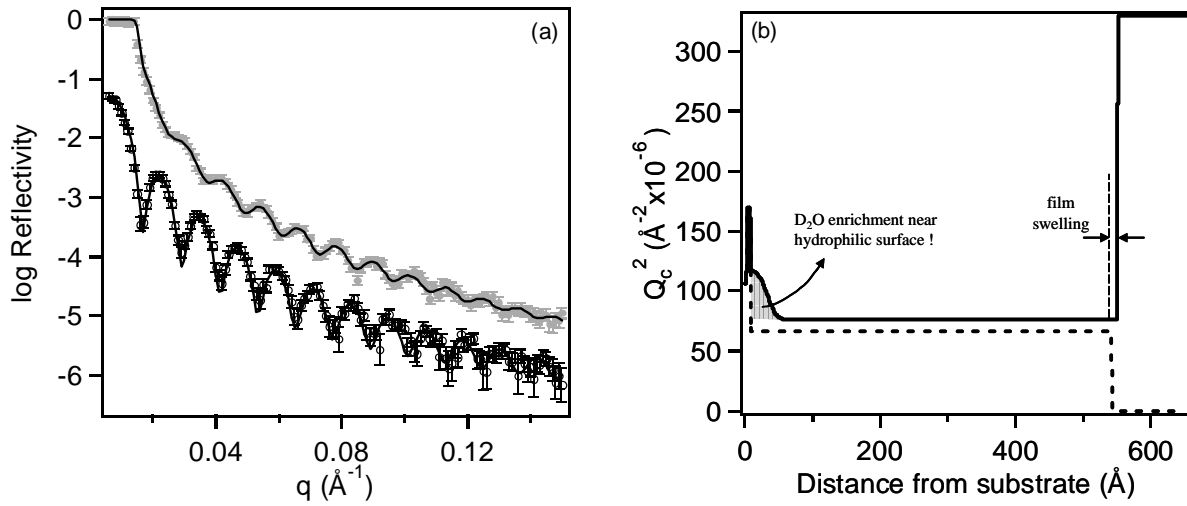 (a)
log Reflectivity
0
-1
-2
-3
-4
-5
-6
0.04
0.08
0.12
q (Å⁻¹)
(b)
Q_c² (Å⁻²x10⁻⁶)
300
250
200
150
100
50
0
D₂O enrichment near
hydrophilic surface !
film
swelling
0
200
400
600
Distance from substrate (Å)